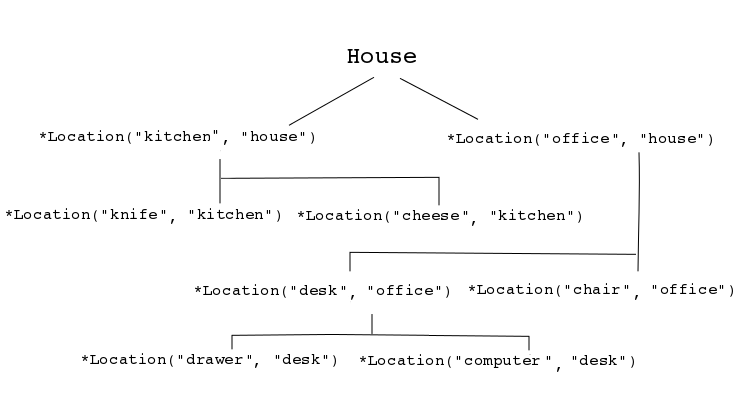 House
*Location("kitchen", "house")
*Location("office", "house")
*Location("knife", "kitchen")
*Location("cheese", "kitchen")
*Location("desk", "office")
*Location("chair", "office")
*Location("drawer", "desk")
*Location("computer", "desk")